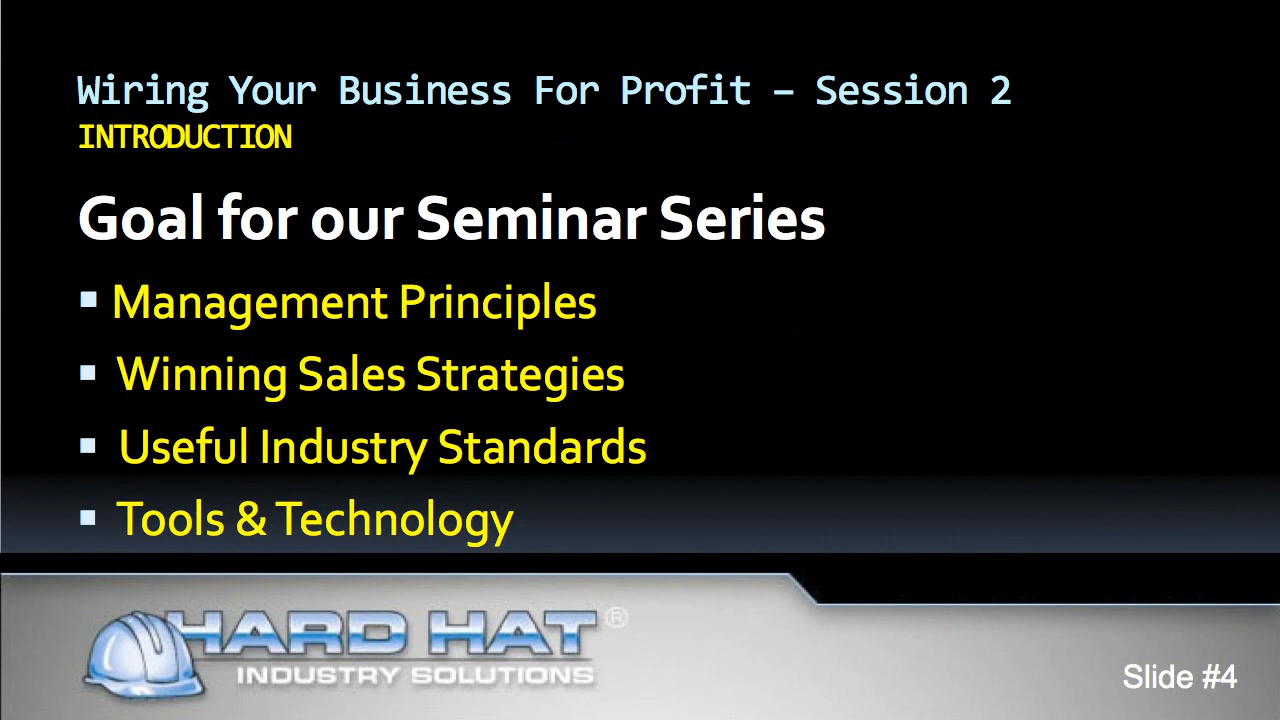 Wiring Your Business For Profit – Session 2
INTRODUCTION
Goal for our Seminar Series
▪ Management Principles
▪ Winning Sales Strategies
▪ Useful Industry Standards
▪ Tools & Technology
HARD HAT®
INDUSTRY SOLUTIONS
Slide #4